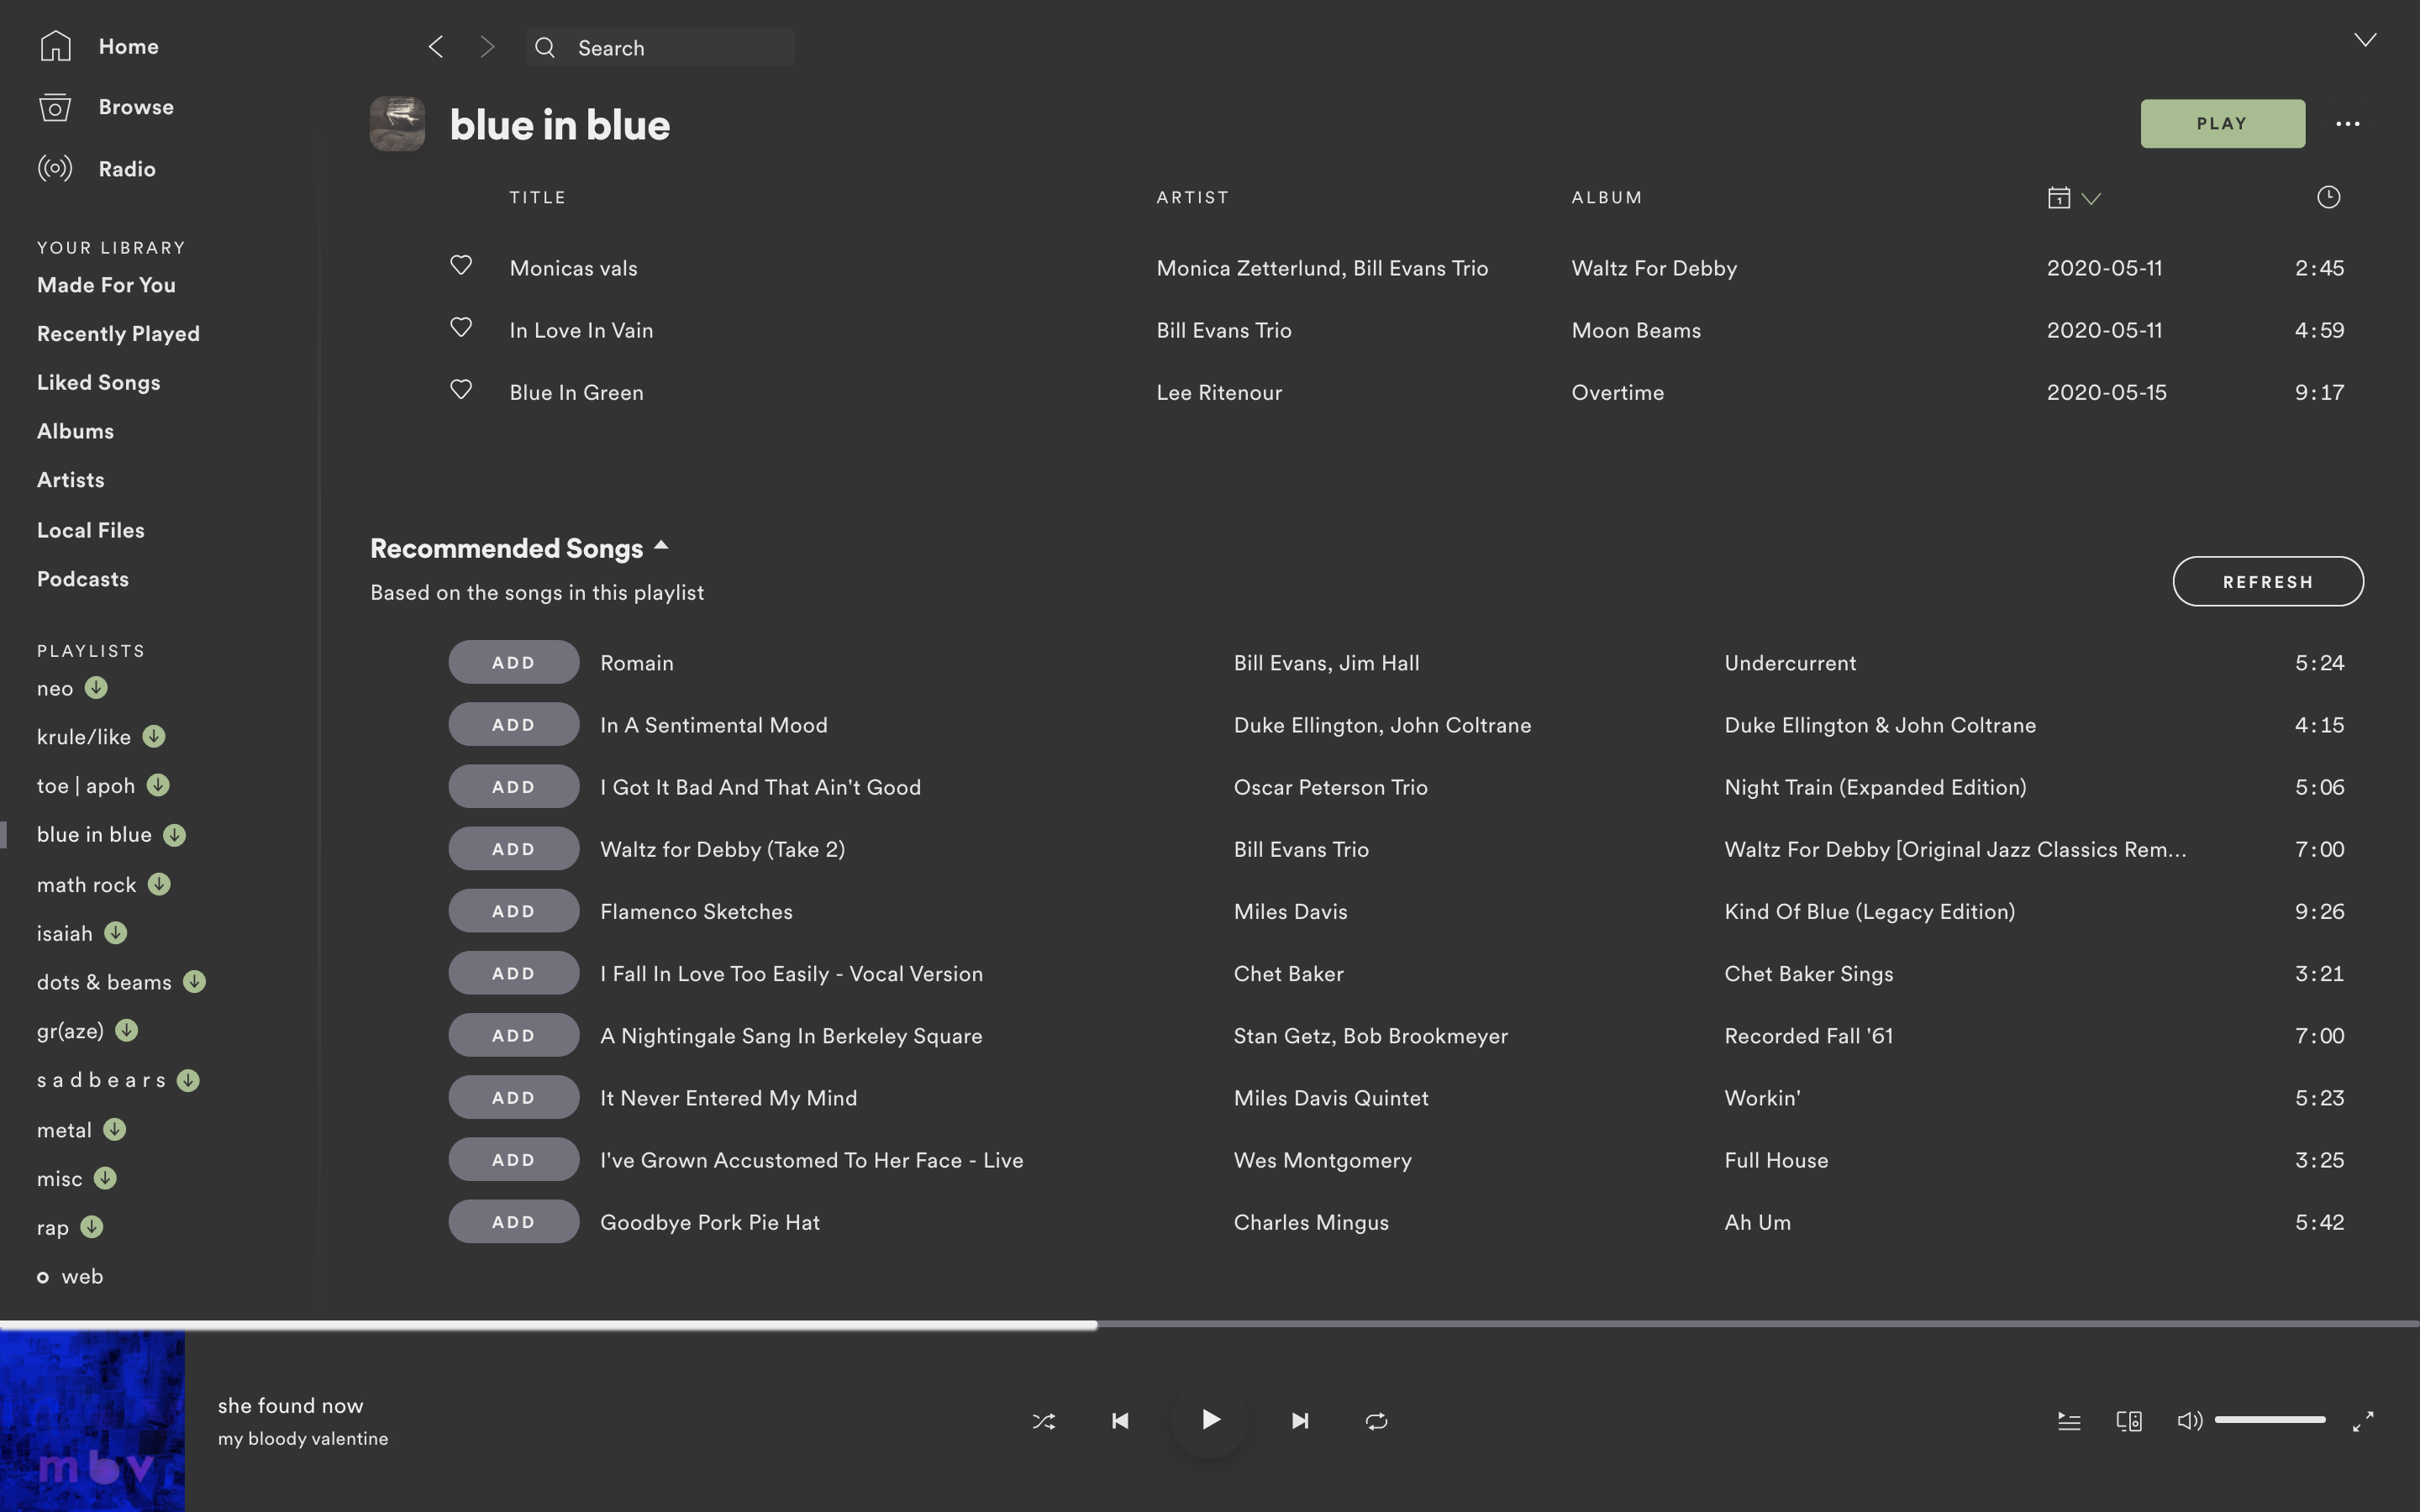 Home
Browse
Radio
YOUR LIBRARY
Made For You
Recently Played
Liked Songs
Albums
Artists
Local Files
Podcasts
PLAYLISTS
neo
krule/like
toe | apoh
blue in blue
math rock
isaiah
dots & beams
gr(aze)
s a d b e a r s
metal
misc
rap
web
Search
blue in blue
PLAY
TITLE ARTIST ALBUM 1
Monicas vals Monica Zetterlund, Bill Evans Trio Waltz For Debby 2020-05-11 2:45
In Love In Vain Bill Evans Trio Moon Beams 2020-05-11 4:59
Blue In Green Lee Ritenour Overtime 2020-05-15 9:17
Recommended Songs
Based on the songs in this playlist
REFRESH
ADD Romain Bill Evans, Jim Hall Undercurrent 5:24
ADD In A Sentimental Mood Duke Ellington, John Coltrane Duke Ellington & John Coltrane 4:15
ADD I Got It Bad And That Ain't Good Oscar Peterson Trio Night Train (Expanded Edition) 5:06
ADD Waltz for Debby (Take 2) Bill Evans Trio Waltz For Debby [Original Jazz Classics Rem... 7:00
ADD Flamenco Sketches Miles Davis Kind Of Blue (Legacy Edition) 9:26
ADD I Fall In Love Too Easily - Vocal Version Chet Baker Chet Baker Sings 3:21
ADD A Nightingale Sang In Berkeley Square Stan Getz, Bob Brookmeyer Recorded Fall '61 7:00
ADD It Never Entered My Mind Miles Davis Quintet Workin' 5:23
ADD I've Grown Accustomed To Her Face - Live Wes Montgomery Full House 3:25
ADD Goodbye Pork Pie Hat Charles Mingus Ah Um 5:42
mbv
she found now
my bloody valentine